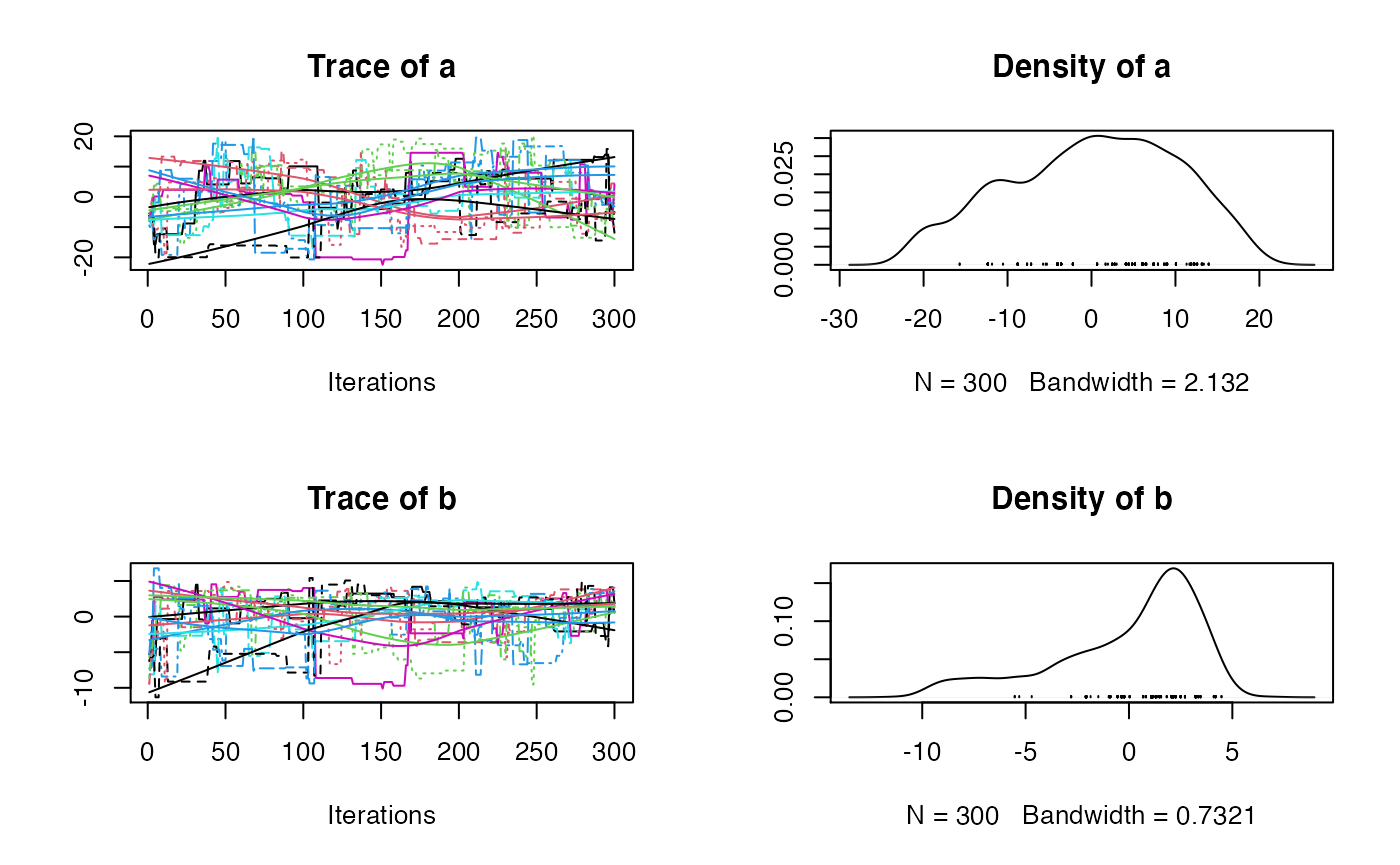 Trace of a
20
0
-20
0 50 100 150 200 250 300
Iterations
Density of a
0.025
0.000
-30 -20 -10 0 10 20
N = 300 Bandwidth = 2.132
Trace of b
0
-10
0 50 100 150 200 250 300
Iterations
Density of b
0.10
0.00
-10 -5 0 5
N = 300 Bandwidth = 0.7321